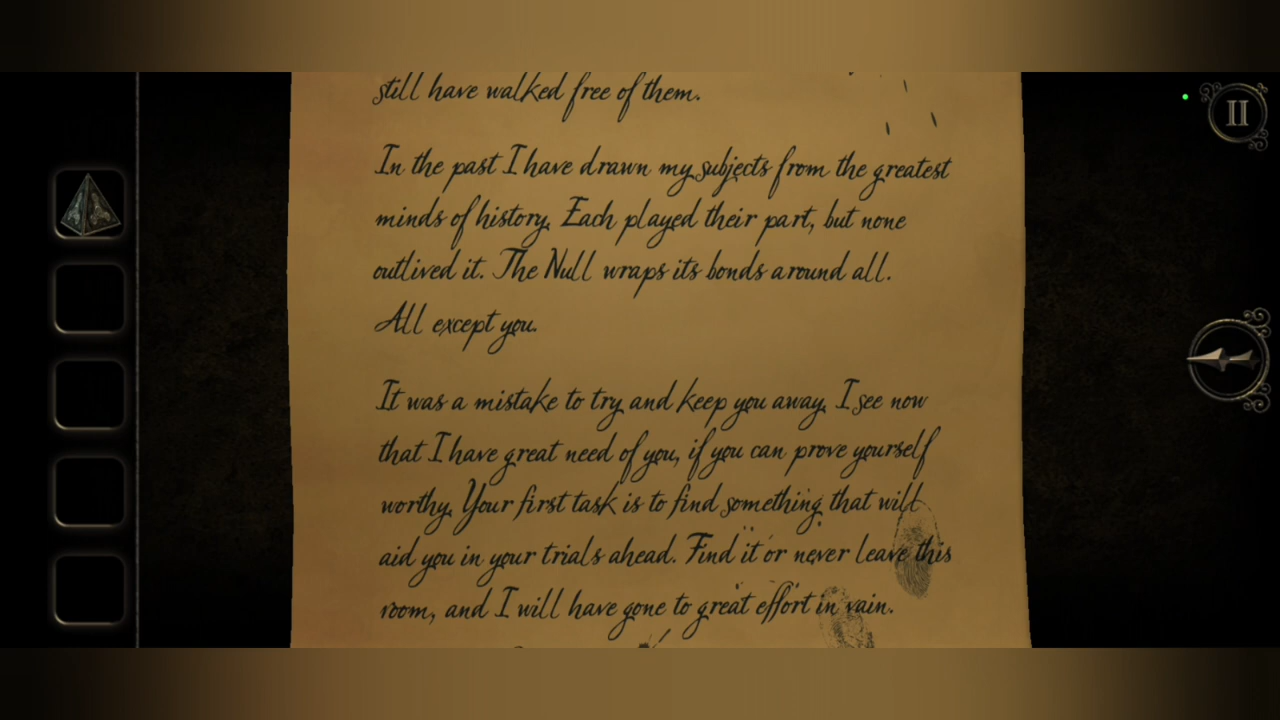 still have walked free of them.
In the past I have drawn my subjects from the greatest
minds of history. Each played their part, but none
outlived it. The Null wraps its bonds around all.
All except you.
It was a mistake to try and keep you away. I see now
that I have great need of you, if you can prove yourself
worthy. Your first task is to find something that will
aid you in your trials ahead. Find it or never leave this
room, and I will have gone to great effort in vain.